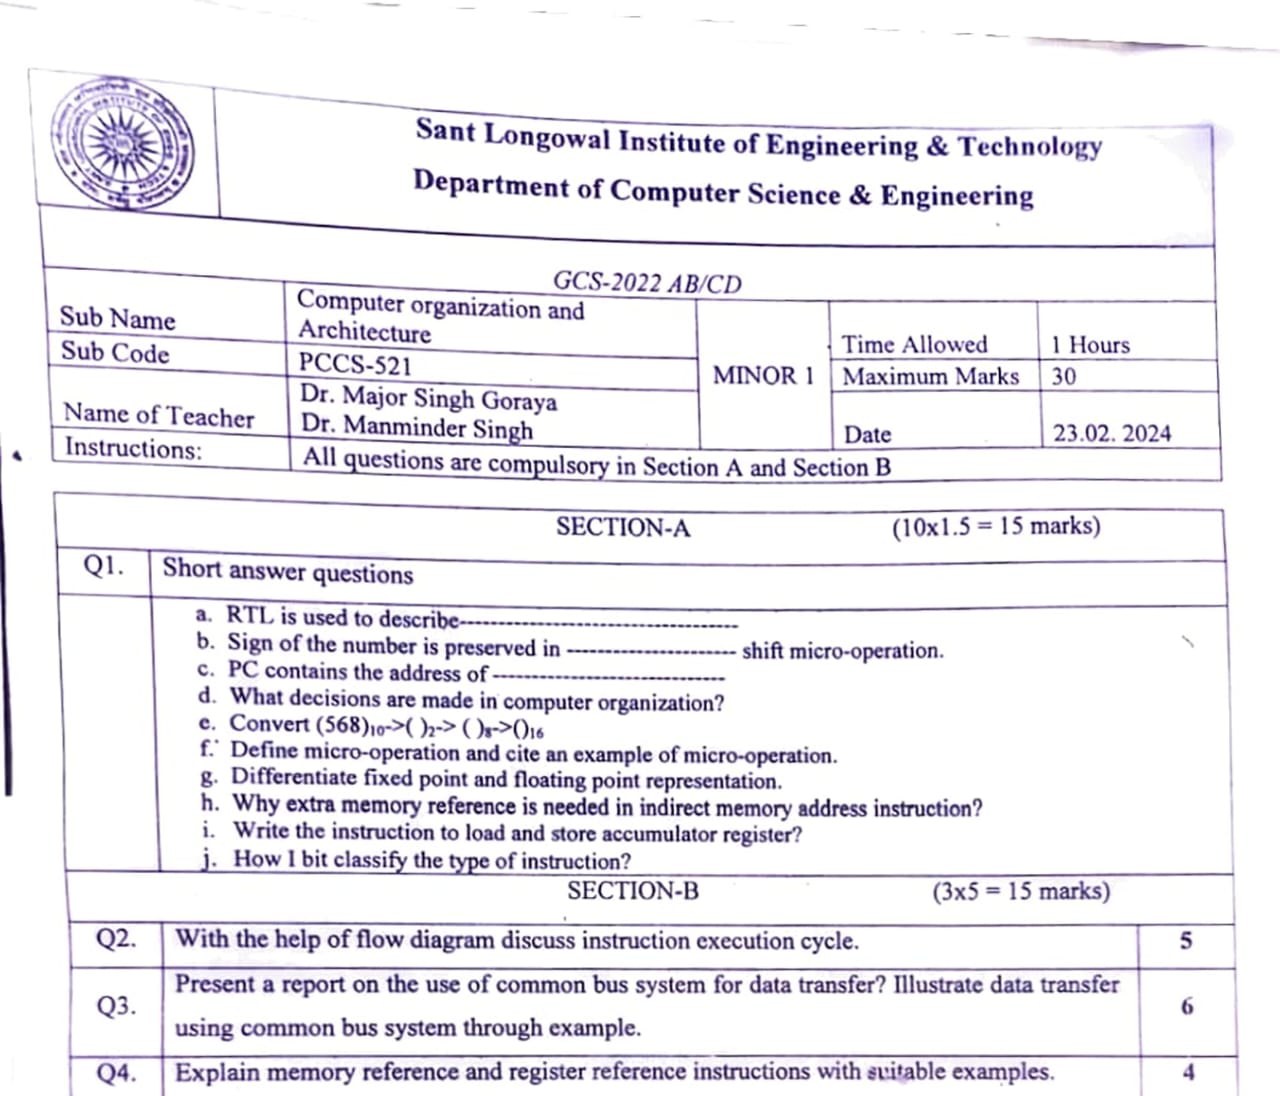 Sant Longowal Institute of Engineering & Technology
Department of Computer Science & Engineering
GCS-2022 AB/CD
Sub Name
Computer organization and
Architecture
MINOR 1
Time Allowed
1 Hours
Sub Code
PCCS-521
Maximum Marks
30
Name of Teacher
Dr. Major Singh Goraya
Dr. Manminder Singh
Date
23.02. 2024
Instructions:
All questions are compulsory in Section A and Section B
SECTION-A (10x1.5 = 15 marks)
Q1. Short answer questions
a. RTL is used to describe-----------------------------------
b. Sign of the number is preserved in --------------------- shift micro-operation.
c. PC contains the address of -----------------------------
d. What decisions are made in computer organization?
e. Convert (568)10->( )2-> ( )8->()16
f. Define micro-operation and cite an example of micro-operation.
g. Differentiate fixed point and floating point representation.
h. Why extra memory reference is needed in indirect memory address instruction?
i. Write the instruction to load and store accumulator register?
j. How I bit classify the type of instruction?
SECTION-B (3x5 = 15 marks)
Q2. With the help of flow diagram discuss instruction execution cycle. 5
Q3. Present a report on the use of common bus system for data transfer? Illustrate data transfer
using common bus system through example. 6
Q4. Explain memory reference and register reference instructions with suitable examples. 4